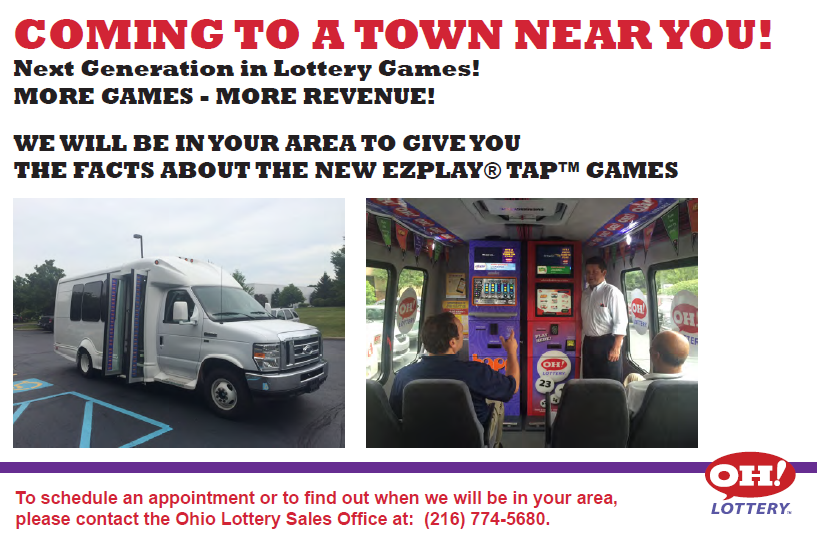 COMING TO A TOWN NEAR YOU!
Next Generation in Lottery Games!
MORE GAMES - MORE REVENUE!
WE WILL BE IN YOUR AREA TO GIVE YOU
THE FACTS ABOUT THE NEW EZPLAY® TAP™ GAMES
OH!
OH!
OH!
LOTTERY
23
OH!
LOTTERY™
To schedule an appointment or to find out when we will be in your area,
please contact the Ohio Lottery Sales Office at: (216) 774-5680.